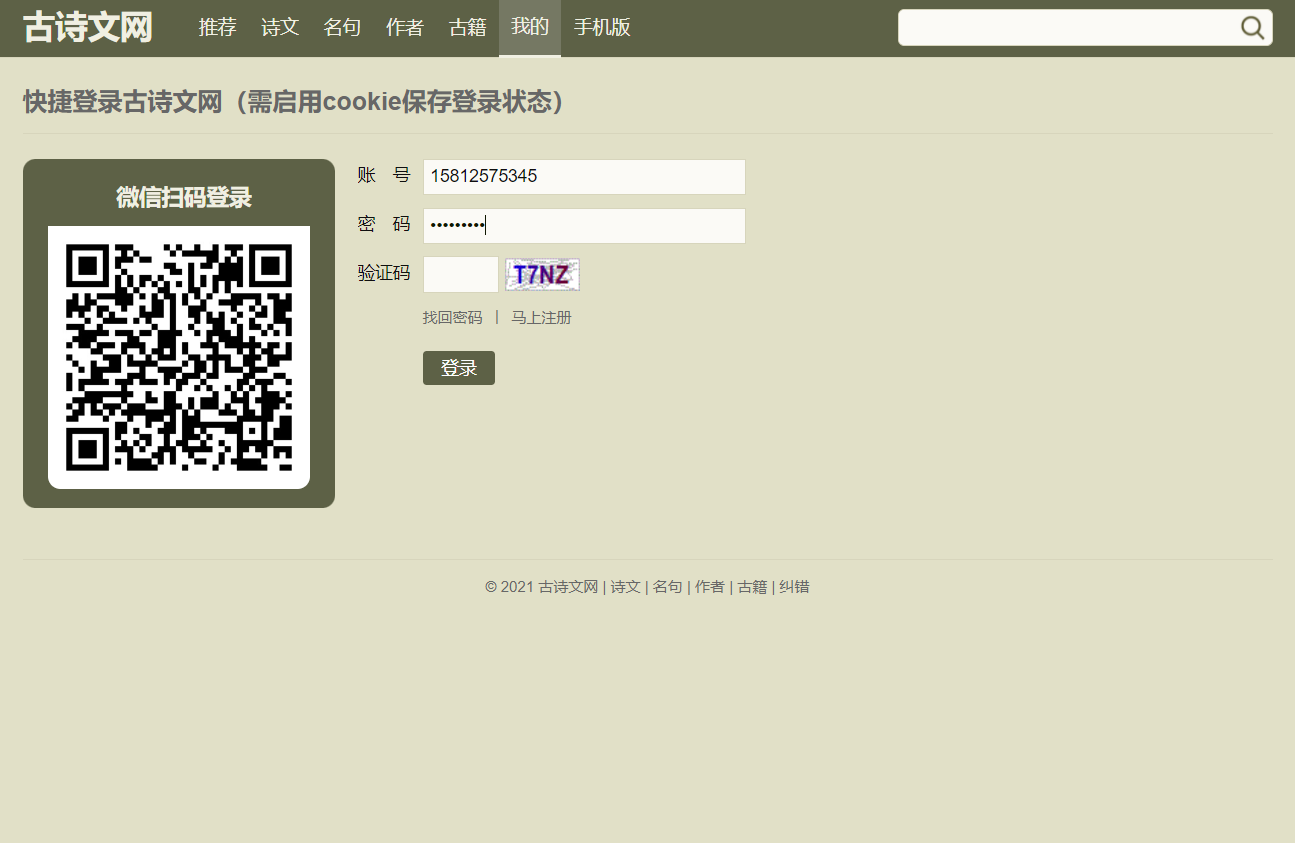 古诗文网 推荐 诗文 名句 作者 古籍 我的 手机版
快捷登录古诗文网（需启用cookie保存登录状态）
微信扫码登录
账 号 15812575345
密 码 •••••••••
验证码 T7NZ
找回密码 | 马上注册
登录
© 2021 古诗文网 | 诗文 | 名句 | 作者 | 古籍 | 纠错